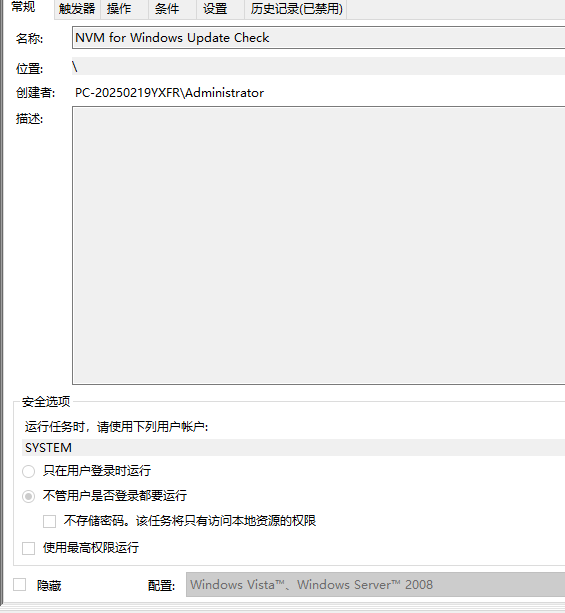 常规 触发器 操作 条件 设置 历史记录(已禁用)
名称: NVM for Windows Update Check
位置: \
创建者: PC-20250219YXFR\Administrator
描述:
安全选项
运行任务时，请使用下列用户帐户:
SYSTEM
只在用户登录时运行
不管用户是否登录都要运行
不存储密码。该任务将只有访问本地资源的权限
使用最高权限运行
隐藏 配置: Windows Vista™、Windows Server™ 2008